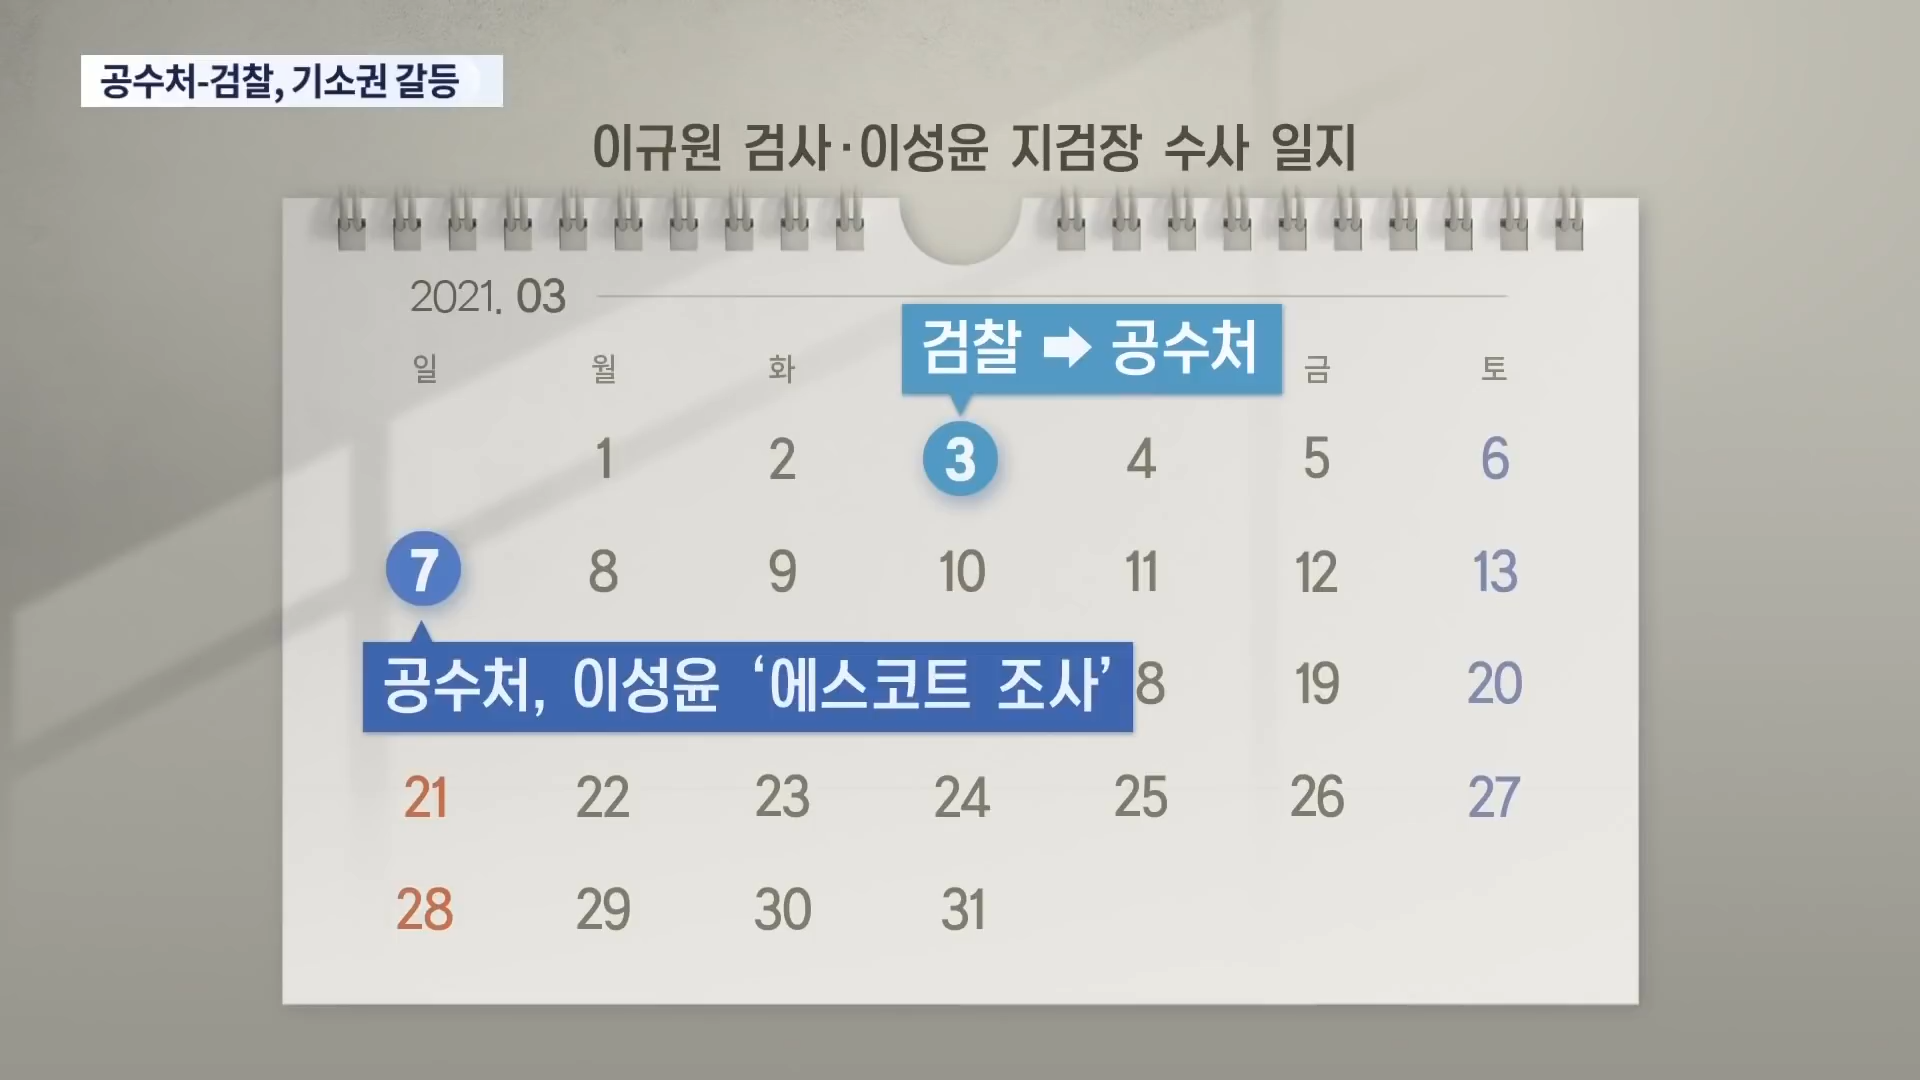 공수처-검찰, 기소권 갈등
이규원 검사·이성윤 지검장 수사 일지
2021. 03
검찰 ➡ 공수처
일 월 화 금 토
1 2 3 4 5 6
7 8 9 10 11 12 13
공수처, 이성윤 ‘에스코트 조사’ 8 19 20
21 22 23 24 25 26 27
28 29 30 31